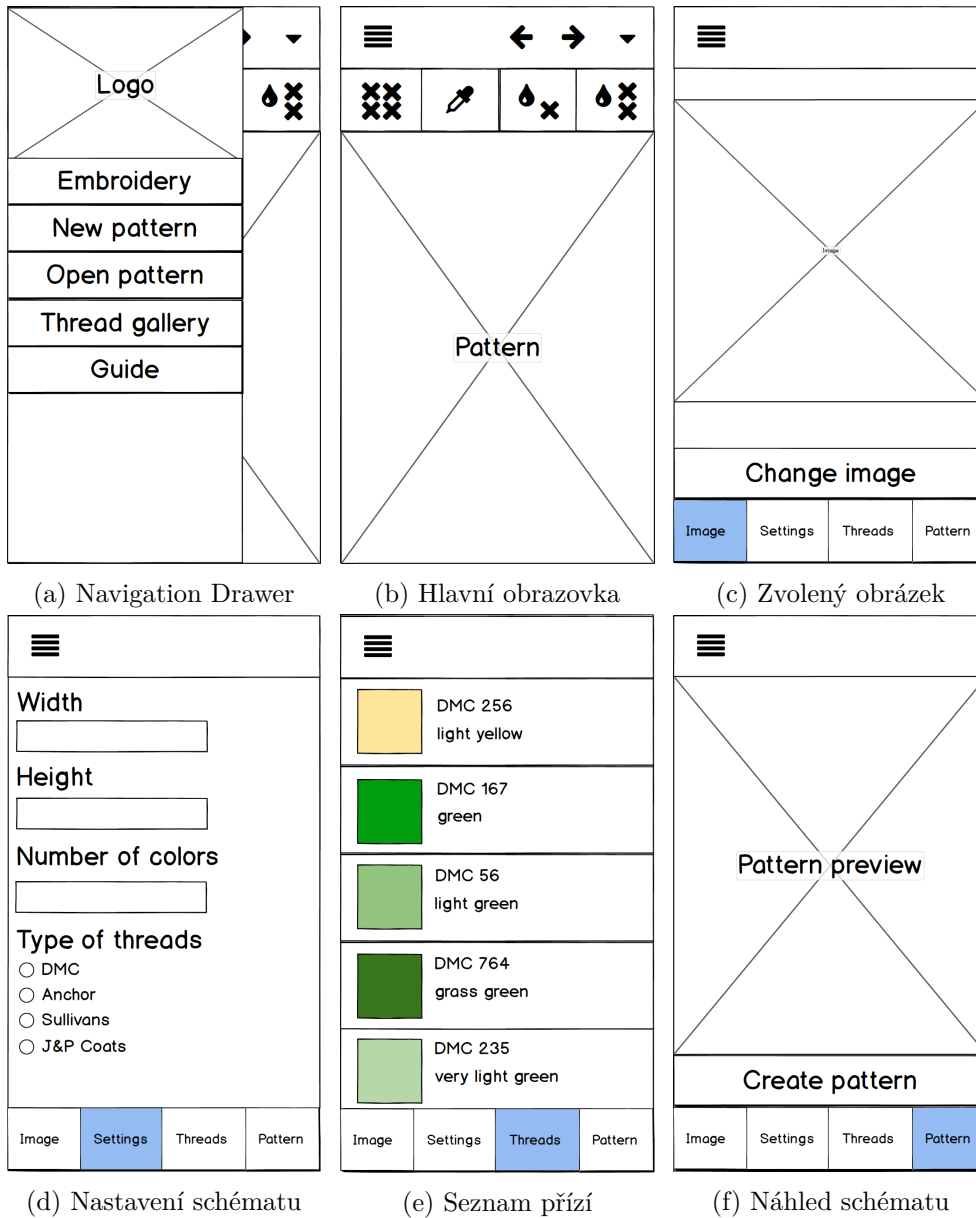 Logo
Embroidery
New pattern
Open pattern
Thread gallery
Guide
(a) Navigation Drawer
Pattern
(b) Hlavní obrazovka
Image
Change image
Image Settings Threads Pattern
(c) Zvolený obrázek
Width
Height
Number of colors
Type of threads
DMC
Anchor
Sullivans
J&P Coats
Image Settings Threads Pattern
(d) Nastavení schématu
DMC 256
light yellow
DMC 167
green
DMC 56
light green
DMC 764
grass green
DMC 235
very light green
Image Settings Threads Pattern
(e) Seznam přízí
Pattern preview
Create pattern
Image Settings Threads Pattern
(f) Náhled schématu